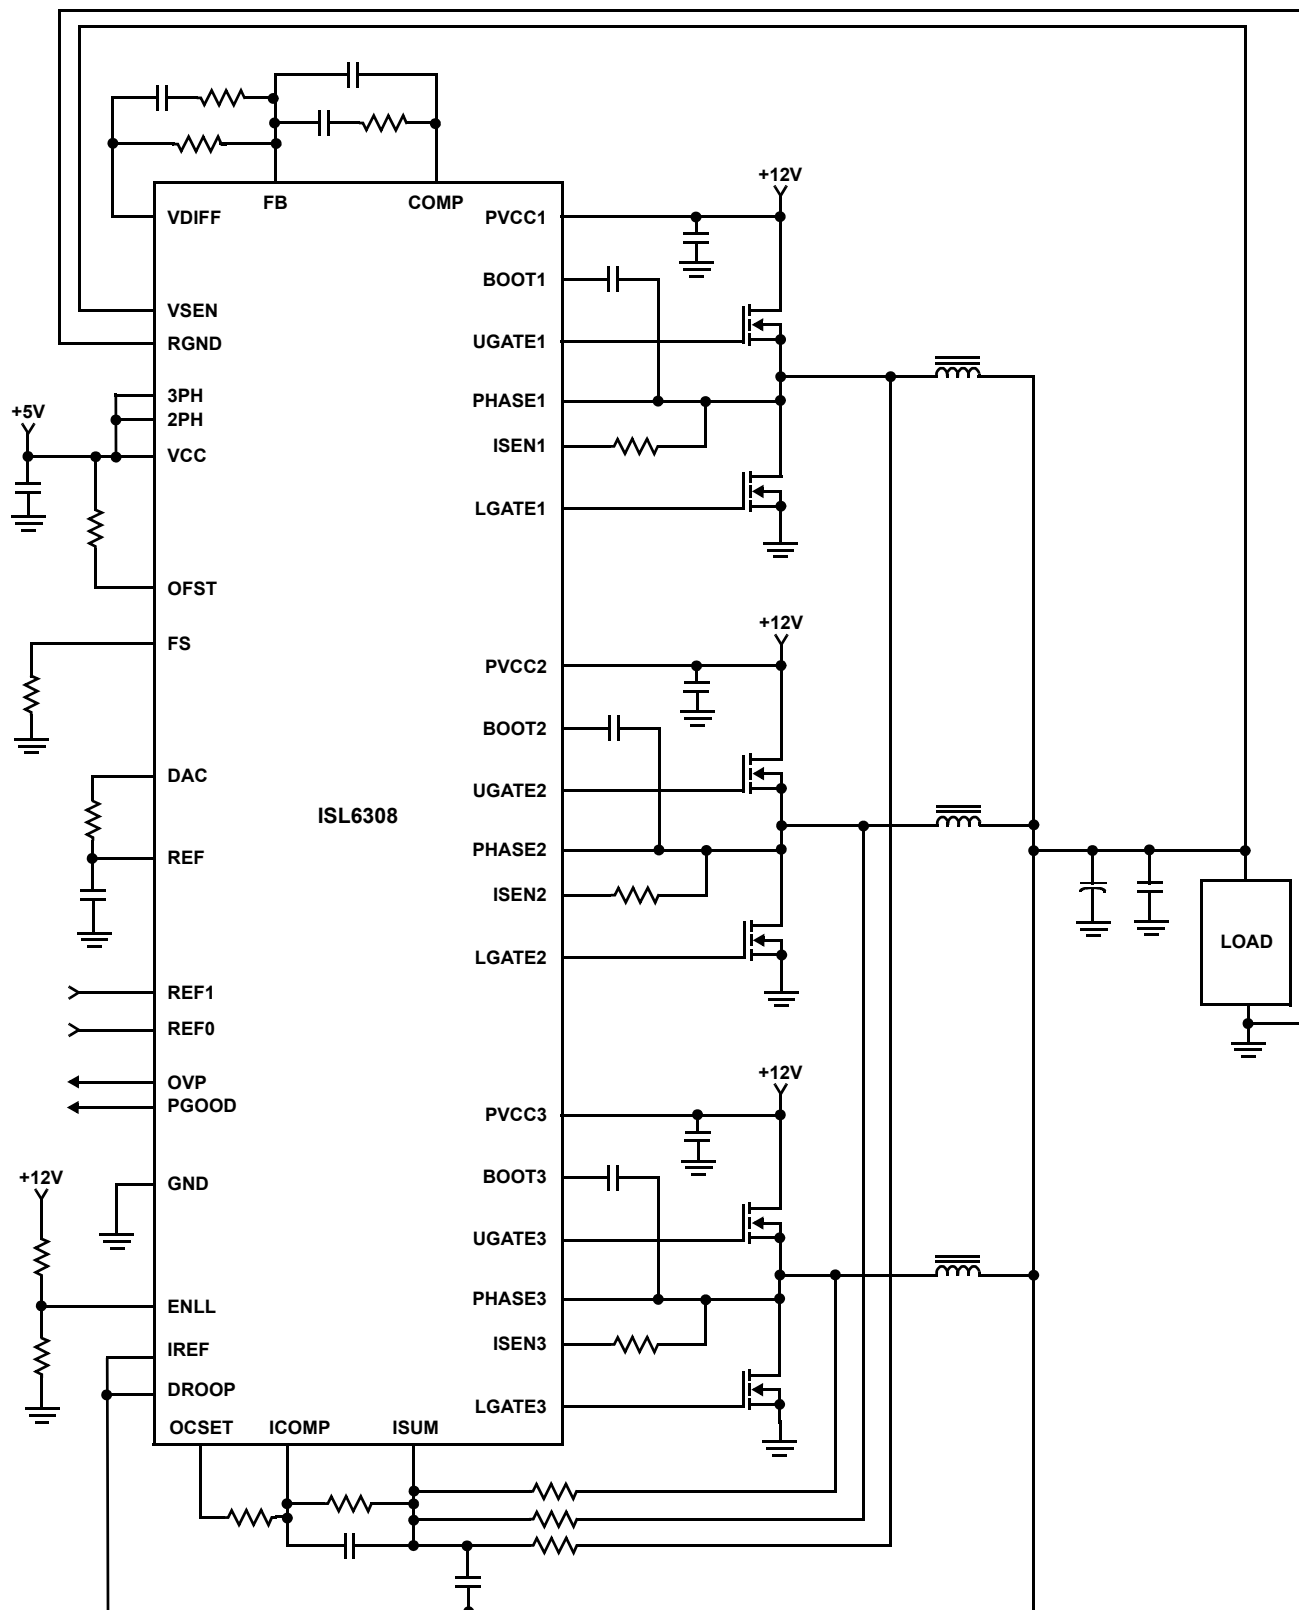 FB
COMP
VDIFF
VSEN
RGND
3PH
2PH
+5V
VCC
OFST
FS
DAC
REF
REF1
REF0
OVP
PGOOD
+12V
GND
ENLL
IREF
DROOP
OCSET
ICOMP
ISUM
ISL6308
+12V
PVCC1
BOOT1
UGATE1
PHASE1
ISEN1
LGATE1
+12V
PVCC2
BOOT2
UGATE2
PHASE2
ISEN2
LGATE2
+12V
PVCC3
BOOT3
UGATE3
PHASE3
ISEN3
LGATE3
LOAD